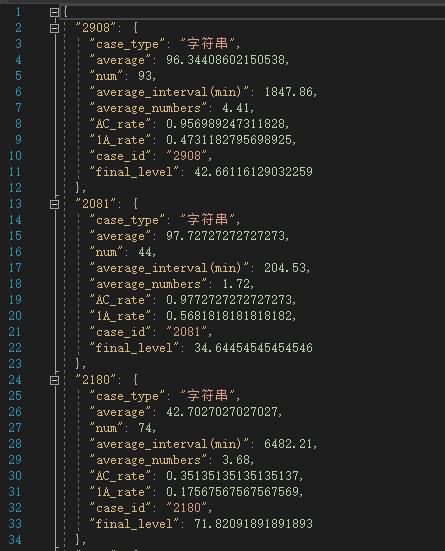 1 {
2 "2908": {
3 "case_type": "字符串",
4 "average": 96.34408602150538,
5 "num": 93,
6 "average_interval(min)": 1847.86,
7 "average_numbers": 4.41,
8 "AC_rate": 0.956989247311828,
9 "1A_rate": 0.4731182795698925,
10 "case_id": "2908",
11 "final_level": 42.66116129032259
12 },
13 "2081": {
14 "case_type": "字符串",
15 "average": 97.72727272727273,
16 "num": 44,
17 "average_interval(min)": 204.53,
18 "average_numbers": 1.72,
19 "AC_rate": 0.9772727272727273,
20 "1A_rate": 0.5681818181818182,
21 "case_id": "2081",
22 "final_level": 34.64454545454546
23 },
24 "2180": {
25 "case_type": "字符串",
26 "average": 42.7027027027027,
27 "num": 74,
28 "average_interval(min)": 6482.21,
29 "average_numbers": 3.68,
30 "AC_rate": 0.35135135135135137,
31 "1A_rate": 0.17567567567567569,
32 "case_id": "2180",
33 "final_level": 71.82091891891893
34 },